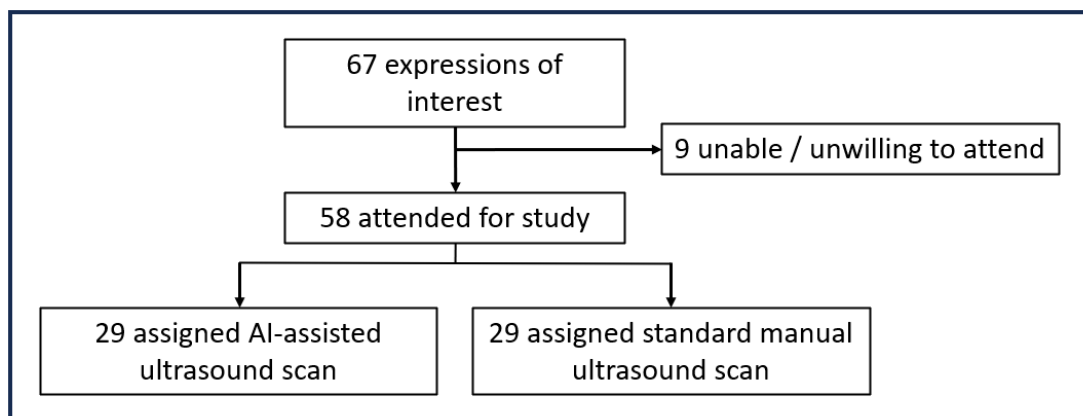 67 expressions of
interest
9 unable / unwilling to attend
58 attended for study
29 assigned AI-assisted
ultrasound scan
29 assigned standard manual
ultrasound scan